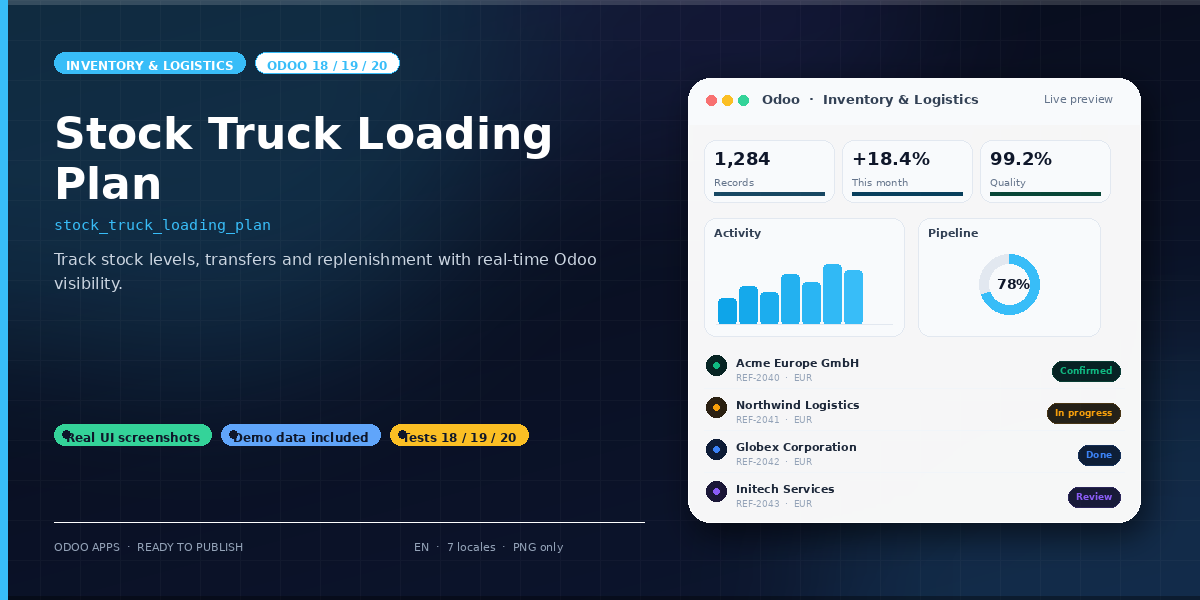 INVENTORY & LOGISTICS
ODOO 18 / 19 / 20
Stock Truck Loading
Plan
stock_truck_loading_plan
Track stock levels, transfers and replenishment with real-time Odoo
visibility.
Real UI screenshots
Demo data included
Tests 18 / 19 / 20
ODOO APPS · READY TO PUBLISH
EN · 7 locales · PNG only
Odoo · Inventory & Logistics
Live preview
1,284
Records
+18.4%
This month
99.2%
Quality
Activity
Pipeline
78%
Acme Europe GmbH
REF-2040 · EUR
Confirmed
Northwind Logistics
REF-2041 · EUR
In progress
Globex Corporation
REF-2042 · EUR
Done
Initech Services
REF-2043 · EUR
Review